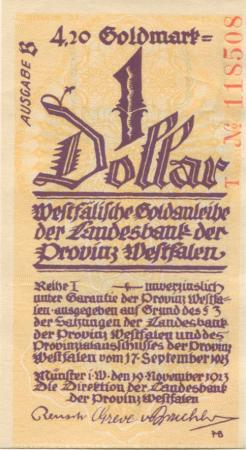 AUSGABE B
4,20 Goldmark=
1
Dollar
T № 118508
Westfälische Goldanleihe
der Landesbank der
Provinz Westfalen
Reihe I unverzinslich
unter Garantie der Provinz Westfa-
len·ausgegeben auf Grund des § 3
der Satzungen der Landesbank
der Provinz Westfalen und des
Provinzialausschusses der Provinz
Westfalen vom 17·September 1923
Münster i·W·den 19·November 1923
Die Direktion der Landesbank
der Provinz Westfalen